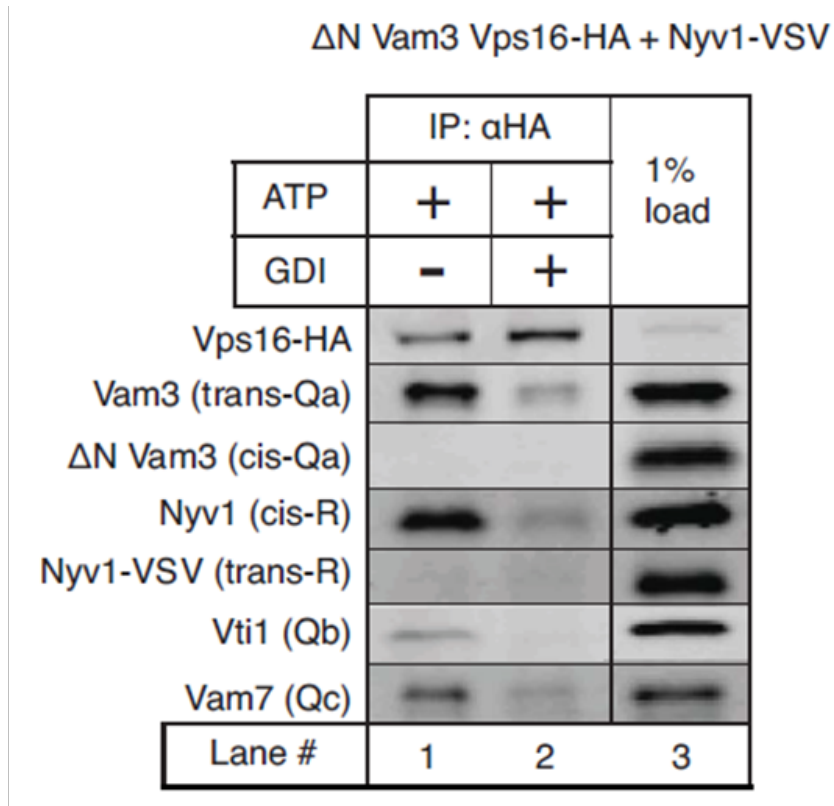 ΔN Vam3 Vps16-HA + Nyv1-VSV
IP: αHA
1%
load
ATP + +
GDI - +
Vps16-HA
Vam3 (trans-Qa)
ΔN Vam3 (cis-Qa)
Nyv1 (cis-R)
Nyv1-VSV (trans-R)
Vti1 (Qb)
Vam7 (Qc)
Lane # 1 2 3